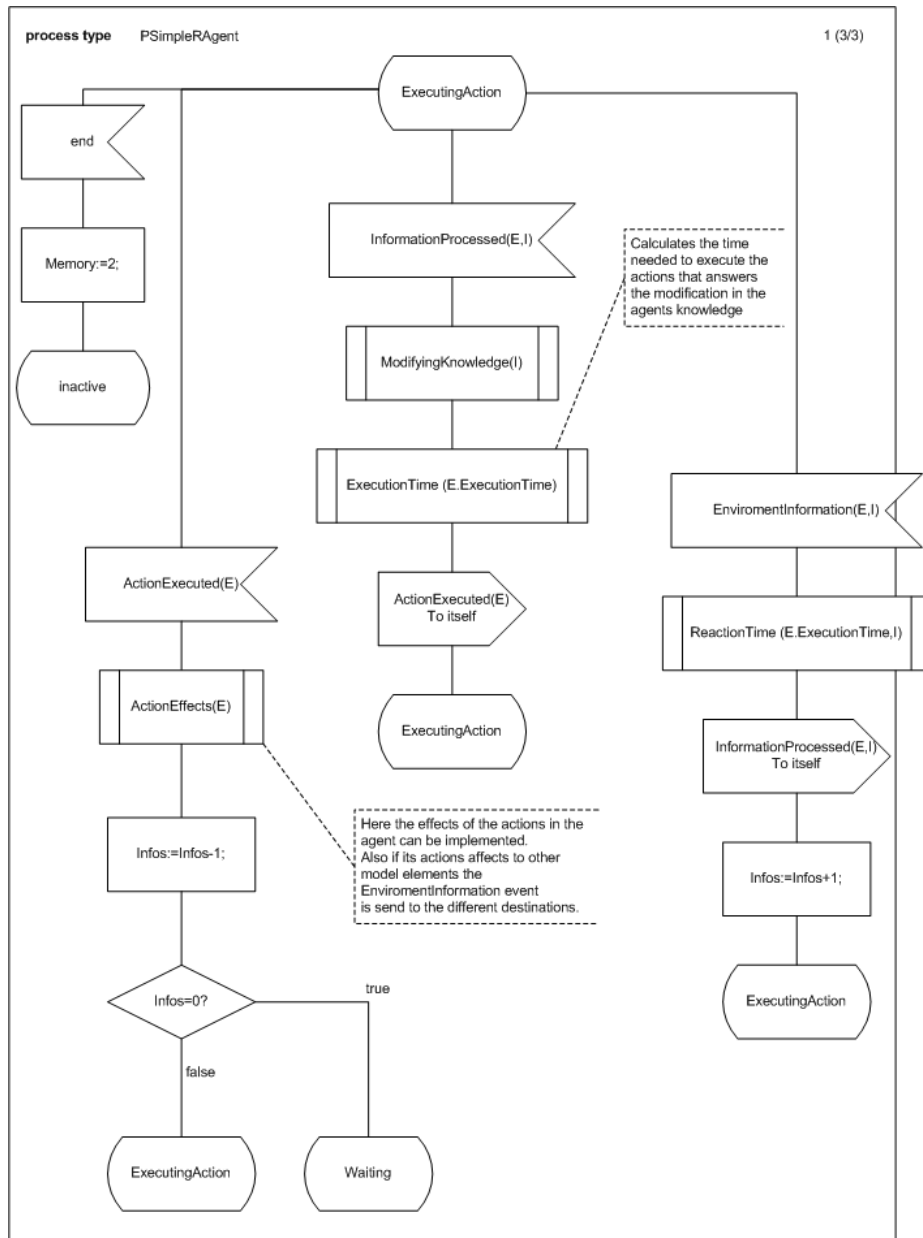 process type PSimpleRAgent 1 (3/3)
ExecutingAction
end
InformationProcessed(E,I)
Calculates the time
needed to execute the
actions that answers
the modification in the
agents knowledge
Memory:=2;
ModifyingKnowledge(I)
inactive
ExecutionTime (E.ExecutionTime)
EnviromentInformation(E,I)
ActionExecuted(E)
ActionExecuted(E)
To itself
ReactionTime (E.ExecutionTime,I)
ActionEffects(E)
ExecutingAction
InformationProcessed(E,I)
To itself
Infos:=Infos-1;
Here the effects of the actions in the
agent can be implemented.
Also if its actions affects to other
model elements the
EnviromentInformation event
is send to the different destinations.
Infos:=Infos+1;
Infos=0?
true
ExecutingAction
false
ExecutingAction
Waiting